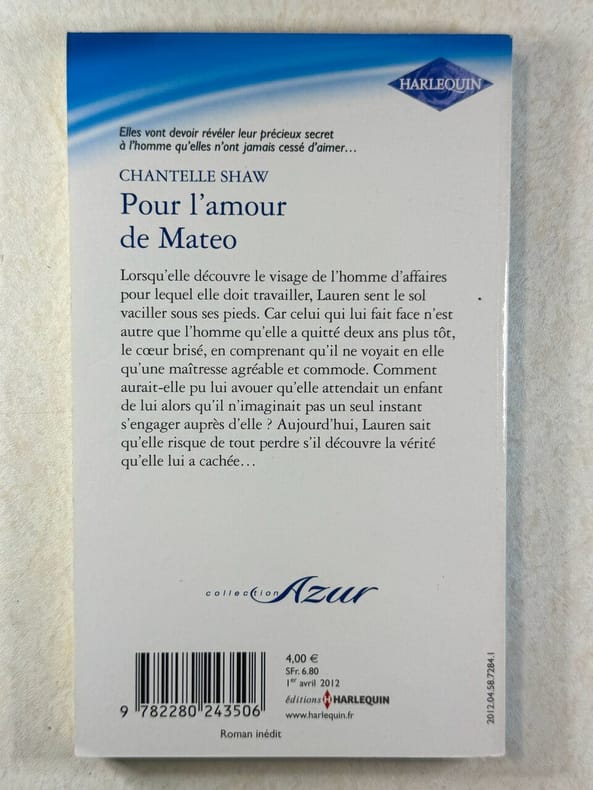 HARLEQUIN
Elles vont devoir révéler leur précieux secret
à l'homme qu'elles n'ont jamais cessé d'aimer…
CHANTELLE SHAW
Pour l'amour
de Mateo
Lorsqu'elle découvre le visage de l'homme d'affaires
pour lequel elle doit travailler, Lauren sent le sol
vaciller sous ses pieds. Car celui qui lui fait face n'est
autre que l'homme qu'elle a quitté deux ans plus tôt,
le cœur brisé, en comprenant qu'il ne voyait en elle
qu'une maîtresse agréable et commode. Comment
aurait-elle pu lui avouer qu'elle attendait un enfant
de lui alors qu'il n'imaginait pas un seul instant
s'engager auprès d'elle ? Aujourd'hui, Lauren sait
qu'elle risque de tout perdre s'il découvre la vérité
qu'elle lui a cachée…
collection Azur
4,00 €
SFr. 6.80
1er avril 2012
éditions HARLEQUIN
www.harlequin.fr
9 782280 243506
Roman inédit
2012.04.58.7284.1